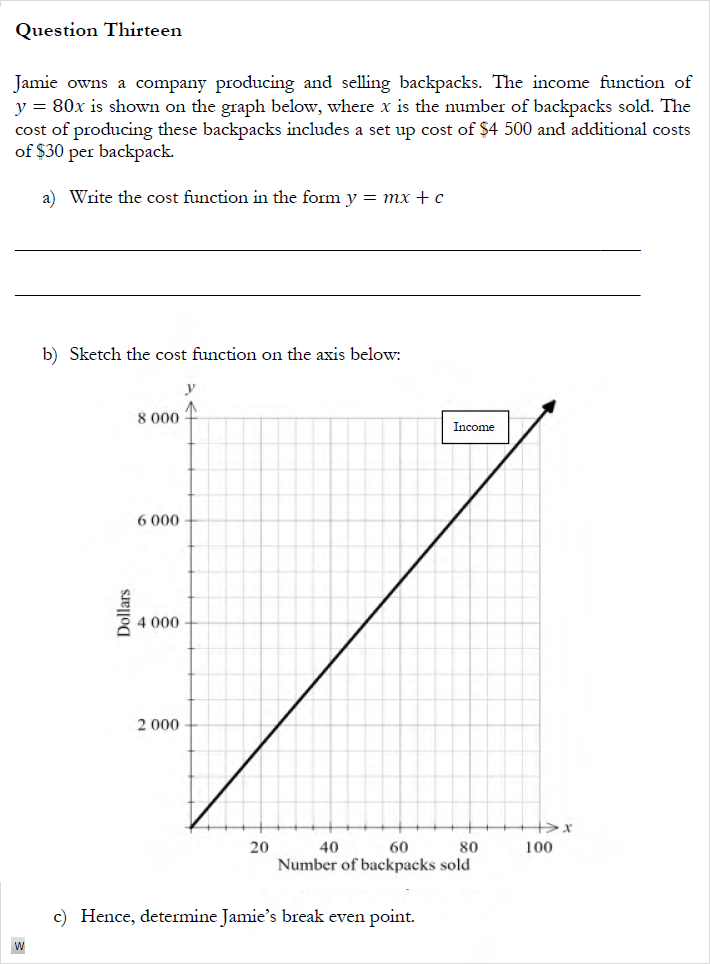 Question Thirteen
Jamie owns a company producing and selling backpacks. The income function of
y = 80x is shown on the graph below, where x is the number of backpacks sold. The
cost of producing these backpacks includes a set up cost of $4 500 and additional costs
of $30 per backpack.
a) Write the cost function in the form y = mx + c
b) Sketch the cost function on the axis below:
y
8 000
Income
6 000
Dollars
4 000
2 000
x
20 40 60 80 100
Number of backpacks sold
c) Hence, determine Jamie's break even point.
W